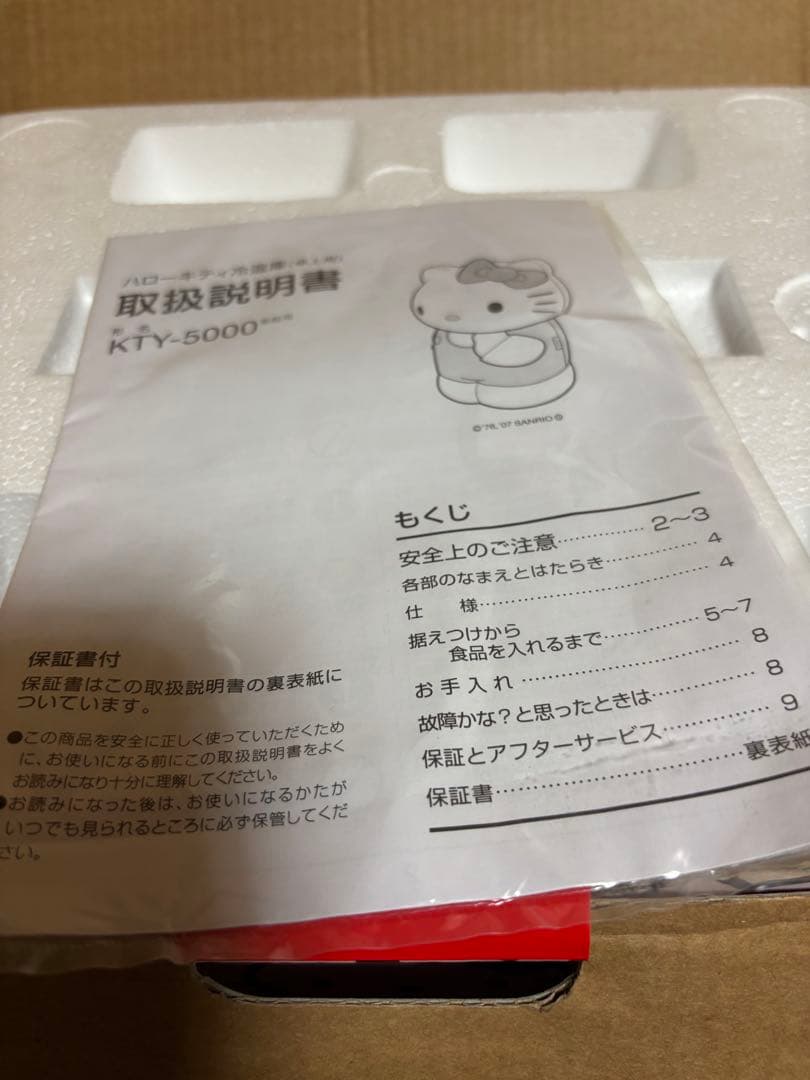 ハローキティ冷温庫(卓上用)
取扱説明書
形名
KTY-5000
©'76,'07 SANRIO
もくじ
安全上のご注意……………2〜3
各部のなまえとはたらき……………4
仕　様……………………………4
据えつけから
食品を入れるまで……………5〜7
お手入れ…………………………8
故障かな?と思ったときは……………8
保証とアフターサービス……………9
保証書……………………………裏表紙
保証書付
保証書はこの取扱説明書の裏表紙に
ついています。
●この商品を安全に正しく使っていただくため
に、お使いになる前にこの取扱説明書をよく
お読みになり十分に理解してください。
●お読みになった後は、お使いになるかたが
いつでも見られるところに必ず保管してくだ
さい。